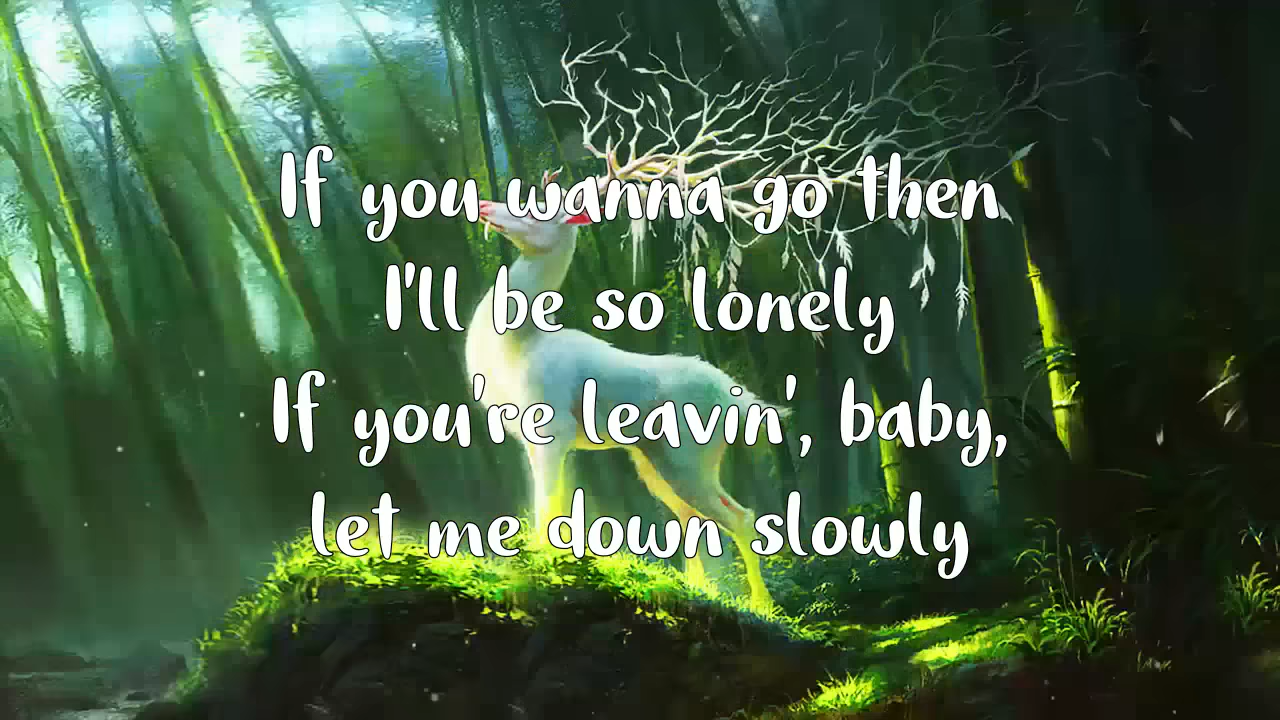 If you wanna go then
I'll be so lonely
If you're leavin', baby,
let me down slowly